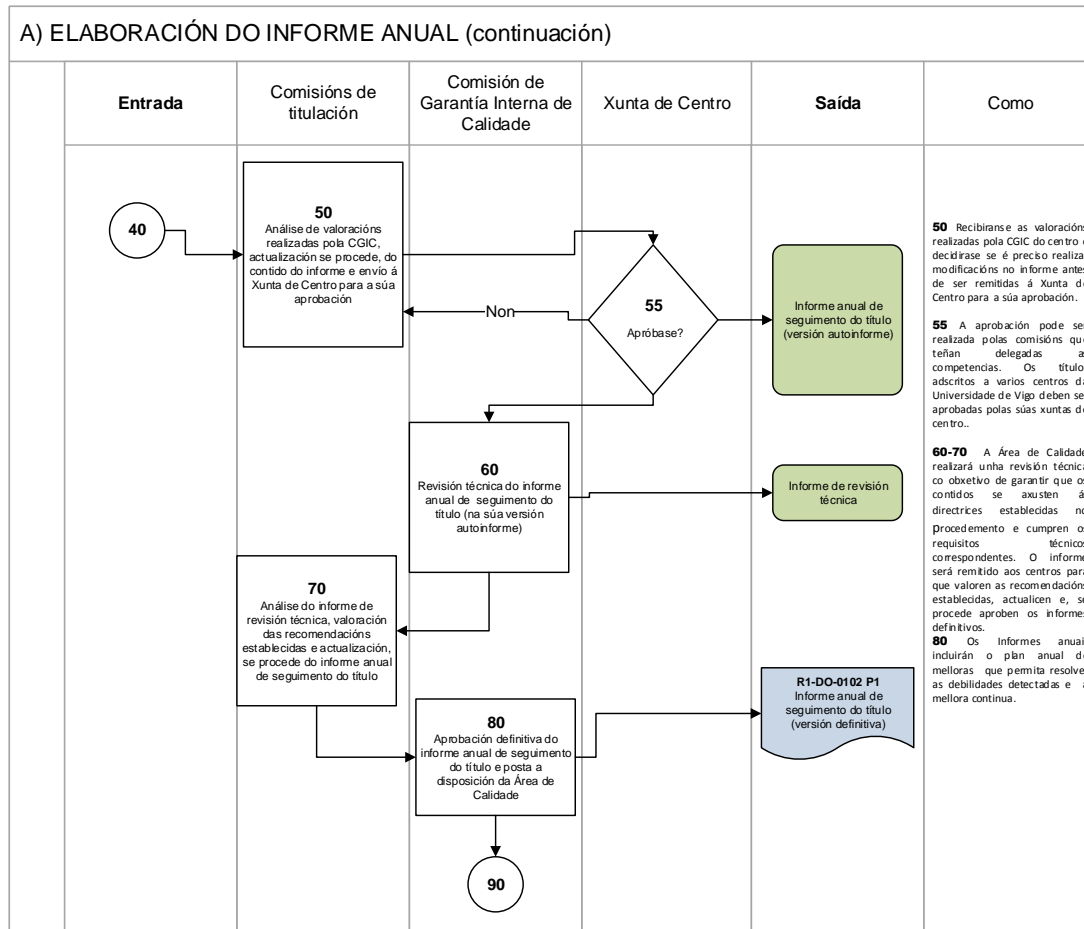 A) ELABORACIÓN DO INFORME ANUAL (continuación)
Entrada
Comisións de
titulación
Comisión de
Garantía Interna de
Calidade
Xunta de Centro
Saída
Como
40
50
Análise de valoracións
realizadas pola CGIC,
actualización se procede, do
contido do informe e envío á
Xunta de Centro para a súa
aprobación
Non
55
Apróbase?
Informe anual de
seguimento do título
(versión autoinforme)
60
Revisión técnica do informe
anual de seguimento do
título (na súa versión
autoinforme)
Informe de revisión
técnica
70
Análise do informe de
revisión técnica, valoración
das recomendacións
establecidas e actualización,
se procede do informe anual
de seguimento do título
80
Aprobación definitiva do
informe anual de seguimento
do título e posta a
disposición da Área de
Calidade
R1-DO-0102 P1
Informe anual de
seguimento do título
(versión definitiva)
90
50 Recibiranse as valoracións
realizadas pola CGIC do centro
decidirase se é preciso realiza
modificacións no informe antes
de ser remitidas á Xunta de
Centro para a súa aprobación.
55 A aprobación pode ser
realizada polas comisións que
teñan delegadas
competencias. Os título
adscritos a varios centros da
Universidade de Vigo deben se
aprobadas polas súas xuntas de
centro..
60-70 A Área de Calidade
realizará unha revisión técnica
co obxetivo de garantir que os
contidos se axusten
directrices establecidas no
procedemento e cumpren os
requisitos técnicos
correspondentes. O informe
será remitido aos centros para
que valoren as recomendacións
establecidas, actualicen e, se
procede aproben os informes
definitivos.
80 Os Informes anuai
incluirán o plan anual de
melloras que permita resolve
as debilidades detectadas e
mellora continua.